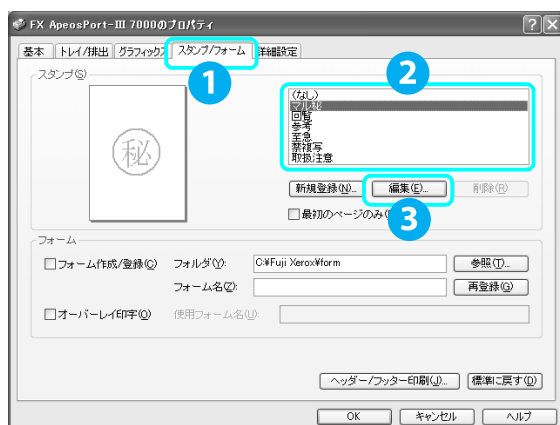 FX ApeosPort-III 7000のプロパティ
基本 トレイ/排出 グラフィックス スタンプ/フォーム 詳細設定
1
2
スタンプ(S)
秘
(なし)
マル秘
回覧
参考
至急
禁複写
取扱注意
新規登録(N)... 編集(E)... 削除(R)
3
最初のページのみ
フォーム
フォーム作成/登録(C) フォルダ(Y): C:¥Fuji Xerox¥form 参照(T)...
フォーム名(Z): 再登録(G)
オーバーレイ印字(O) 使用フォーム名(U):
ヘッダー/フッター印刷(J)... 標準に戻す(D)
OK キャンセル ヘルプ